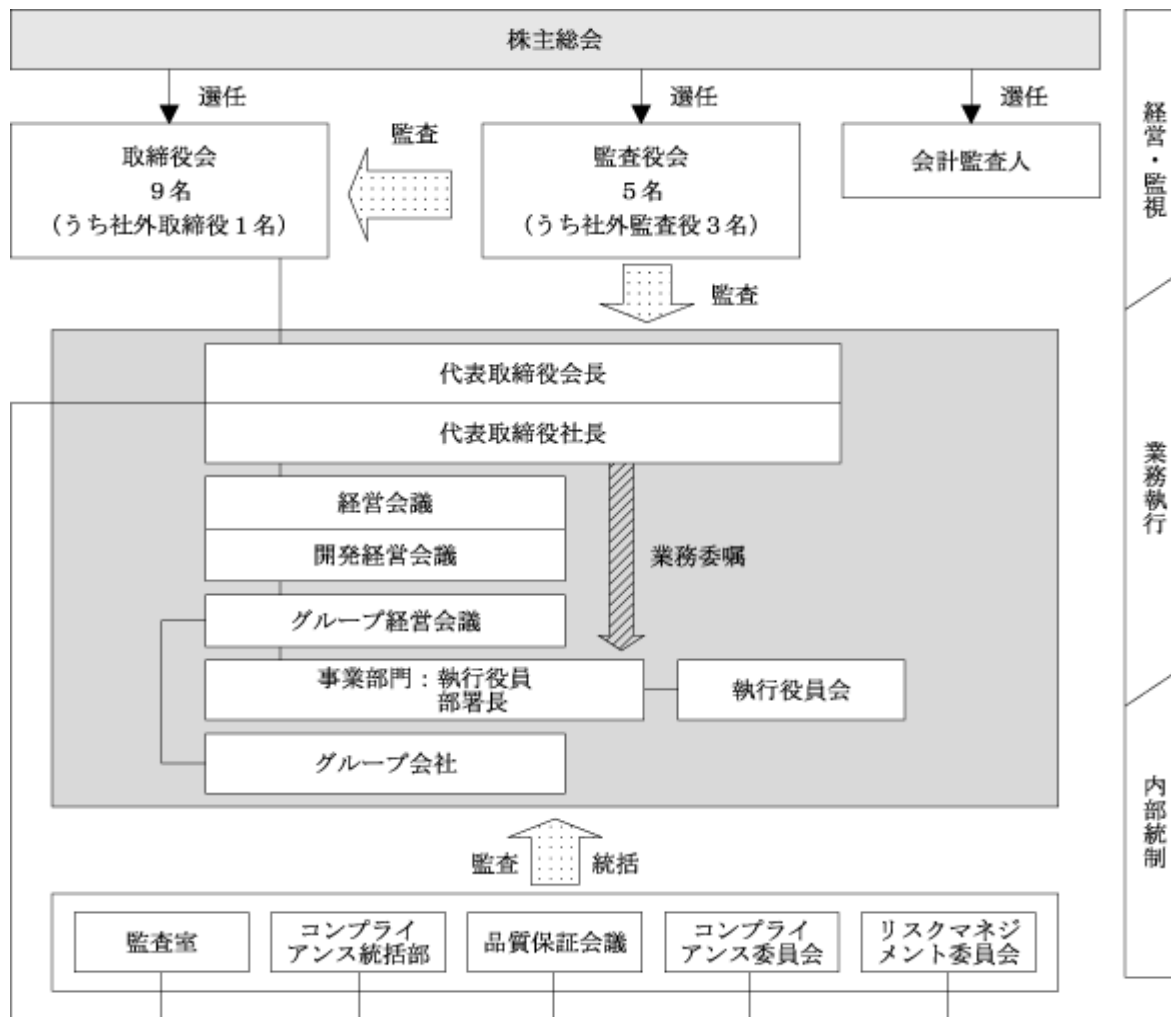 株主総会
選任
選任
選任
取締役会
9名
(うち社外取締役1名)
監査
監査役会
5名
(うち社外監査役3名)
会計監査人
監査
代表取締役会長
代表取締役社長
経営会議
開発経営会議
業務委嘱
グループ経営会議
事業部門:執行役員
部署長
執行役員会
グループ会社
監査
統括
監査室
コンプライ
アンス統括部
品質保証会議
コンプライ
アンス委員会
リスクマネジ
メント委員会
経営・監視
業務執行
内部統制